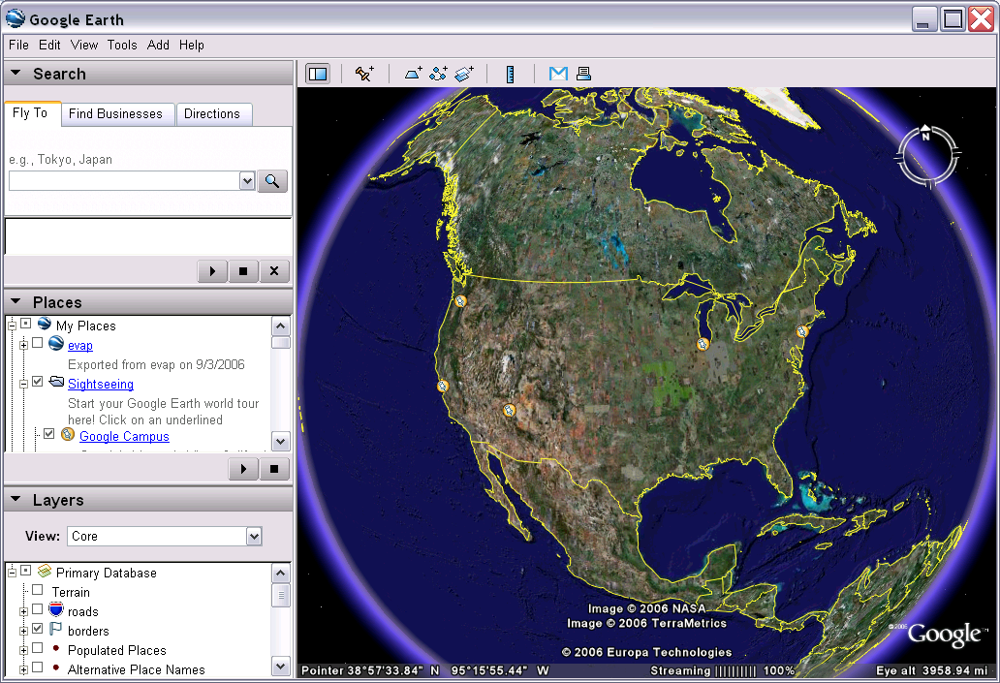 Google Earth
File Edit View Tools Add Help
Search
Fly To Find Businesses Directions
e.g., Tokyo, Japan
Places
My Places
evap
Exported from evap on 9/3/2006
Sightseeing
Start your Google Earth world tour
here! Click on an underlined
Google Campus
Layers
View: Core
Primary Database
Terrain
roads
borders
Populated Places
Alternative Place Names
N
Image © 2006 NASA
Image © 2006 TerraMetrics
© 2006 Europa Technologies
© 2006 Google™
Pointer 38°57'33.84" N 95°15'55.44" W Streaming |||||||||| 100% Eye alt 3958.94 mi